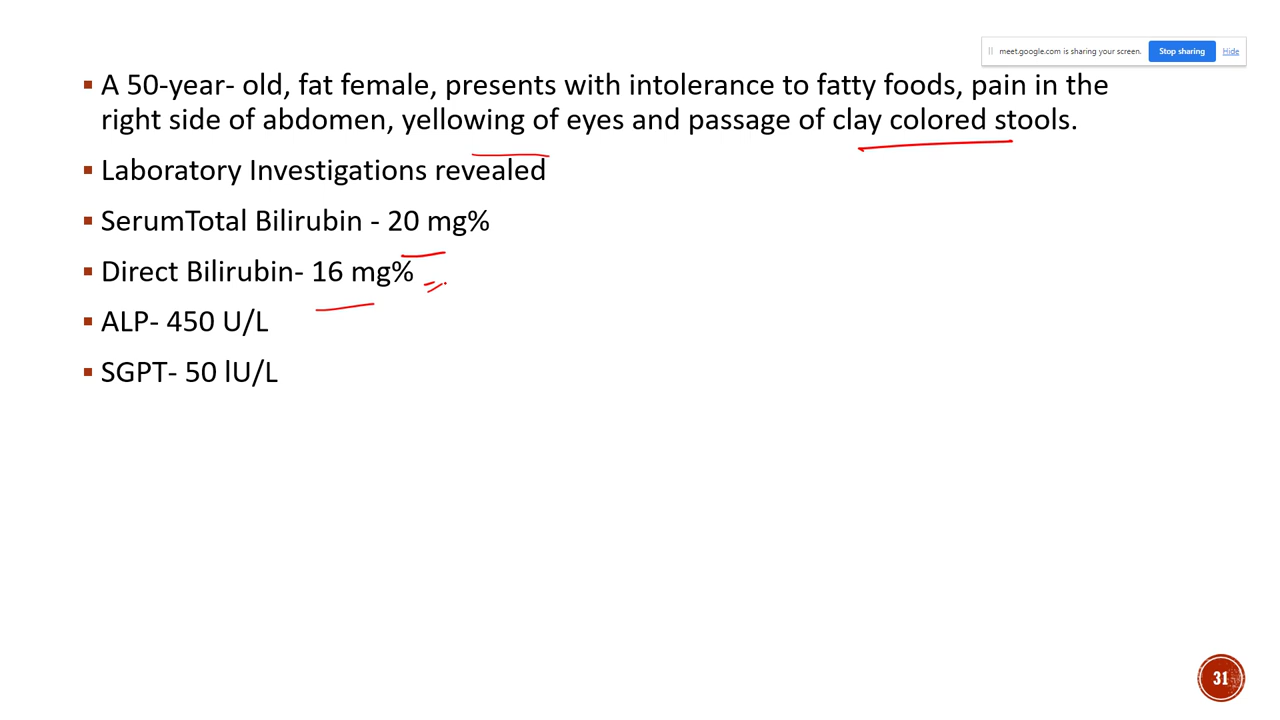 meet.google.com is sharing your screen. Stop sharing Hide
A 50-year- old, fat female, presents with intolerance to fatty foods, pain in the
right side of abdomen, yellowing of eyes and passage of clay colored stools.
Laboratory Investigations revealed
SerumTotal Bilirubin - 20 mg%
Direct Bilirubin- 16 mg%
ALP- 450 U/L
SGPT- 50 lU/L
31